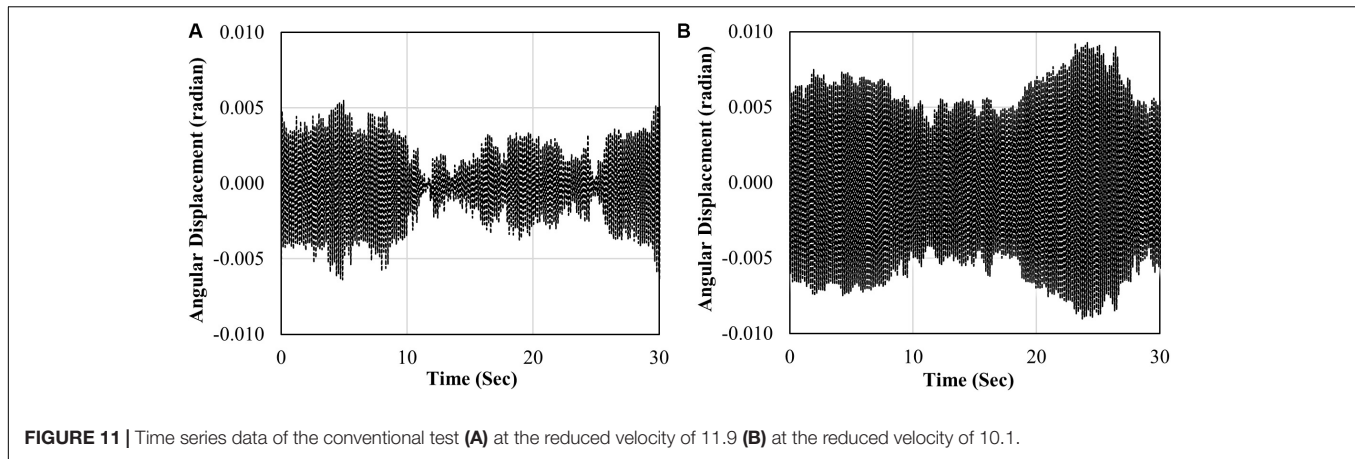 A
Angular Displacement (radian)
0.010
0.005
0.000
-0.005
-0.010
0
10
20
30
Time (Sec)
B
Angular Displacement (radian)
0.010
0.005
0.000
-0.005
-0.010
0
10
20
30
Time (Sec)
FIGURE 11 | Time series data of the conventional test (A) at the reduced velocity of 11.9 (B) at the reduced velocity of 10.1.